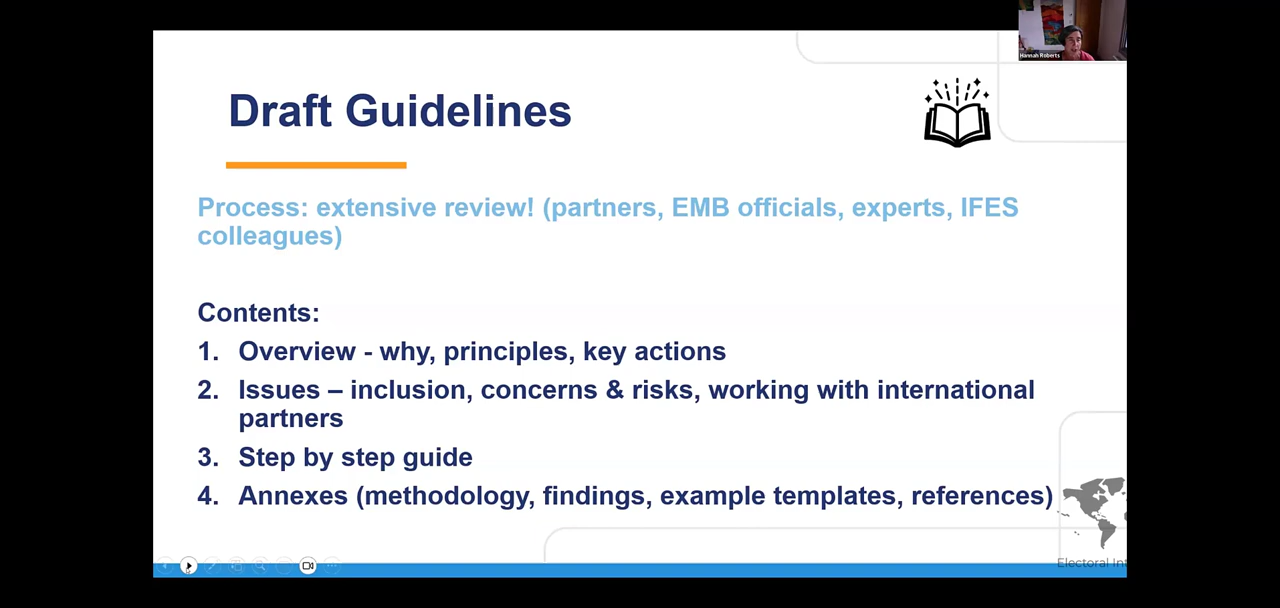 Hannah Roberts
Draft Guidelines
Process: extensive review! (partners, EMB officials, experts, IFES
colleagues)
Contents:
1. Overview - why, principles, key actions
2. Issues – inclusion, concerns & risks, working with international
partners
3. Step by step guide
4. Annexes (methodology, findings, example templates, references)
Electoral Int